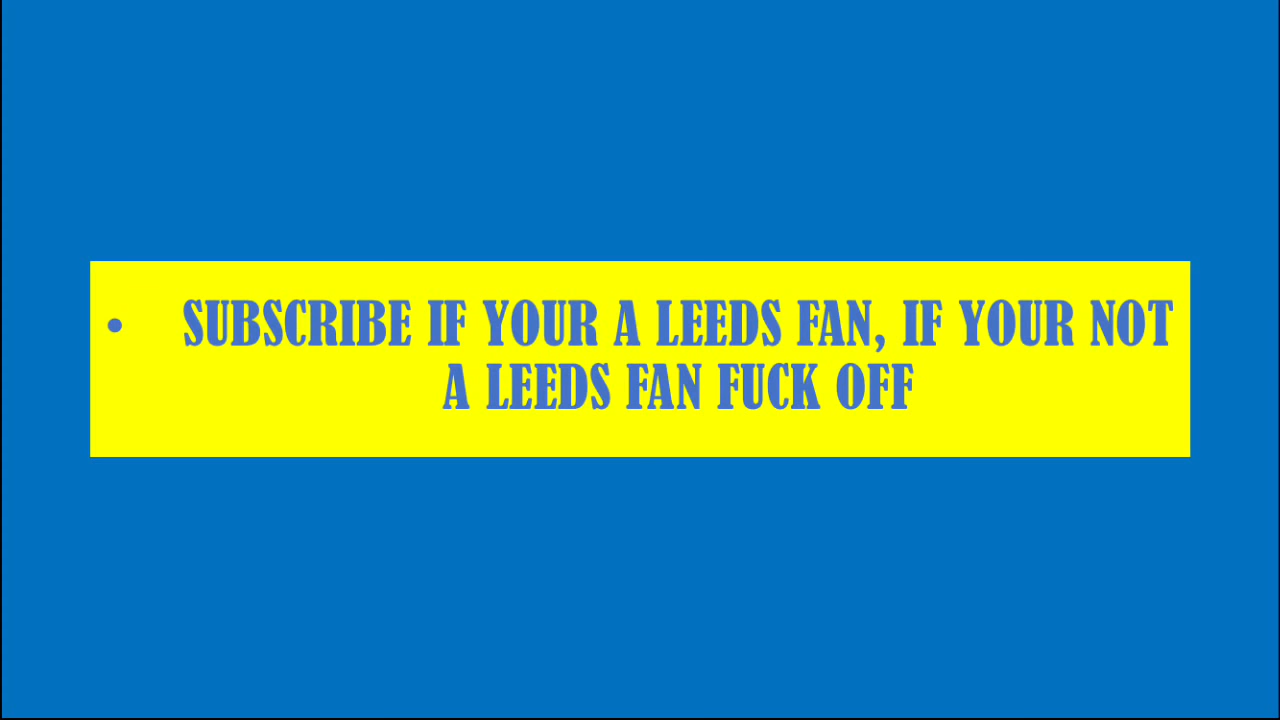 • SUBSCRIBE IF YOUR A LEEDS FAN, IF YOUR NOT
A LEEDS FAN FUCK OFF